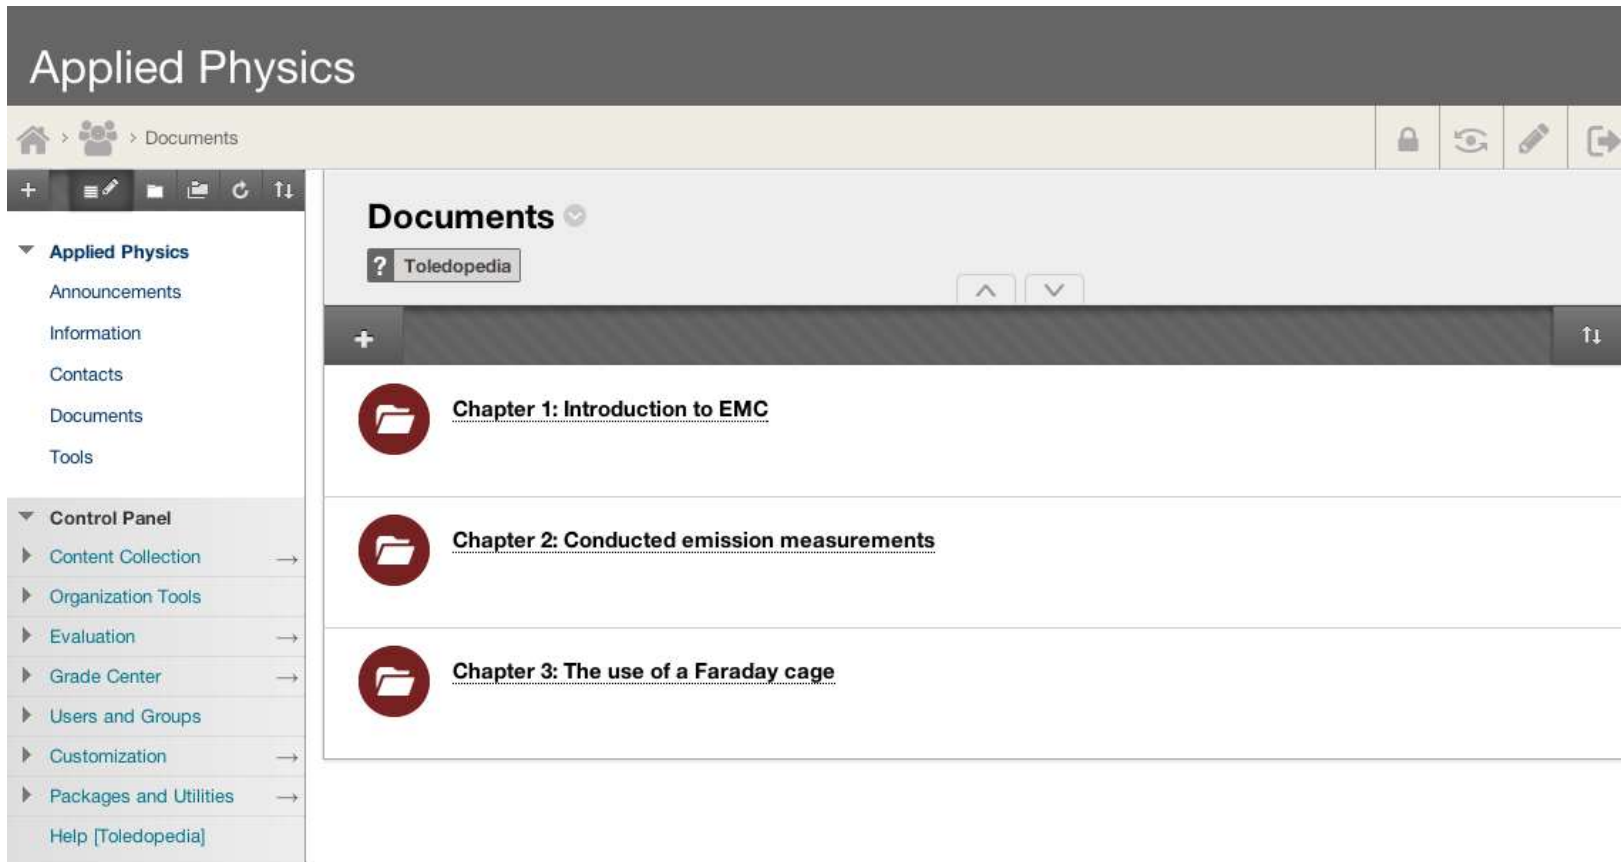 Applied Physics
> > Documents
+
Applied Physics
Announcements
Information
Contacts
Documents
Tools
Control Panel
Content Collection →
Organization Tools
Evaluation →
Grade Center →
Users and Groups
Customization →
Packages and Utilities →
Help [Toledopedia]
Documents
? Toledopedia
+
Chapter 1: Introduction to EMC
Chapter 2: Conducted emission measurements
Chapter 3: The use of a Faraday cage